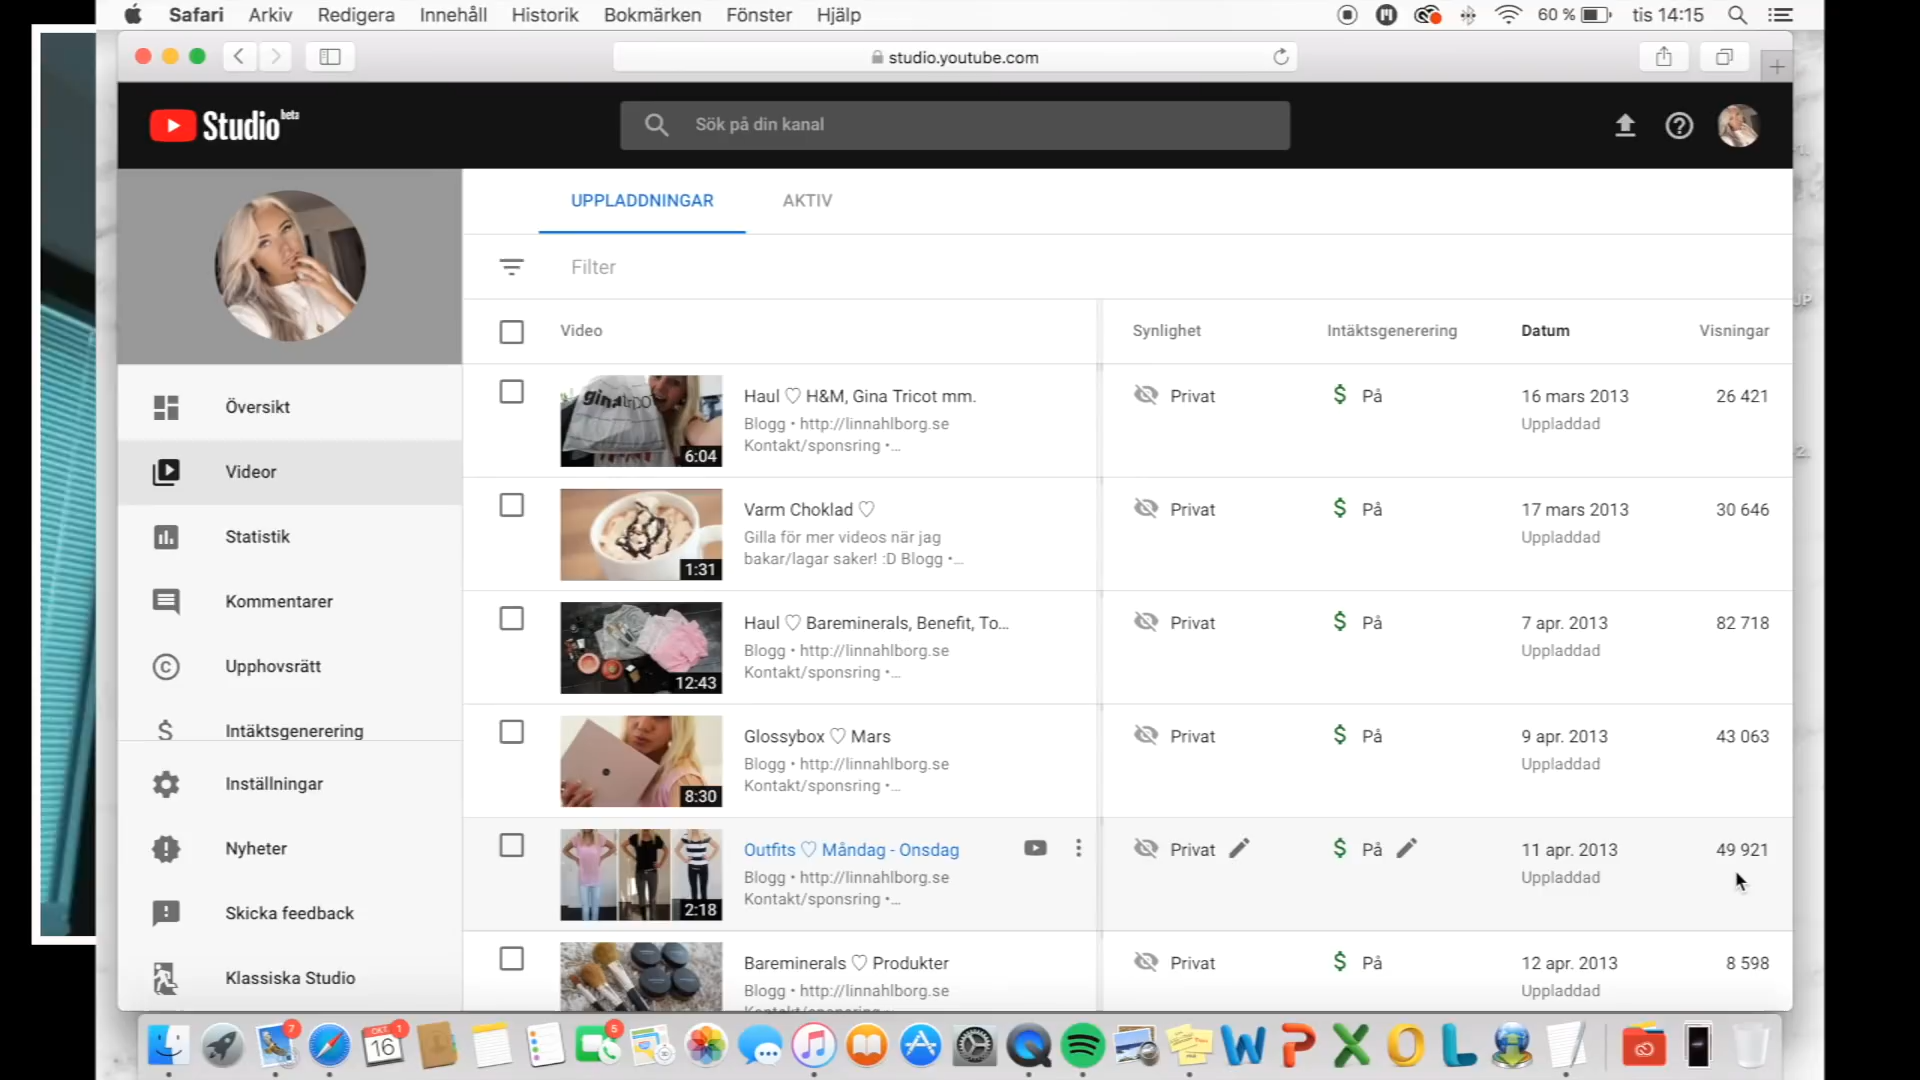 Safari Arkiv Redigera Innehåll Historik Bokmärken Fönster Hjälp 60 % tis 14:15
studio.youtube.com
Studio beta
Sök på din kanal
UPPLADDNINGAR AKTIV
Filter
Video Synlighet Intäktsgenerering Datum Visningar
Översikt
Videor
Statistik
Kommentarer
Upphovsrätt
Intäktsgenerering
Inställningar
Nyheter
Skicka feedback
Klassiska Studio
Haul ♡ H&M, Gina Tricot mm. Privat På 16 mars 2013 26 421
Blogg • http://linnahlborg.se Uppladdad
Kontakt/sponsring •...
6:04
Varm Choklad ♡ Privat På 17 mars 2013 30 646
Gilla för mer videos när jag Uppladdad
bakar/lagar saker! :D Blogg •...
1:31
Haul ♡ Bareminerals, Benefit, To... Privat På 7 apr. 2013 82 718
Blogg • http://linnahlborg.se Uppladdad
Kontakt/sponsring •...
12:43
Glossybox ♡ Mars Privat På 9 apr. 2013 43 063
Blogg • http://linnahlborg.se Uppladdad
Kontakt/sponsring •...
8:30
Outfits ♡ Måndag - Onsdag Privat På 11 apr. 2013 49 921
Blogg • http://linnahlborg.se Uppladdad
Kontakt/sponsring •...
2:18
Bareminerals ♡ Produkter Privat På 12 apr. 2013 8 598
Blogg • http://linnahlborg.se Uppladdad
7 OKT. 1 16 5